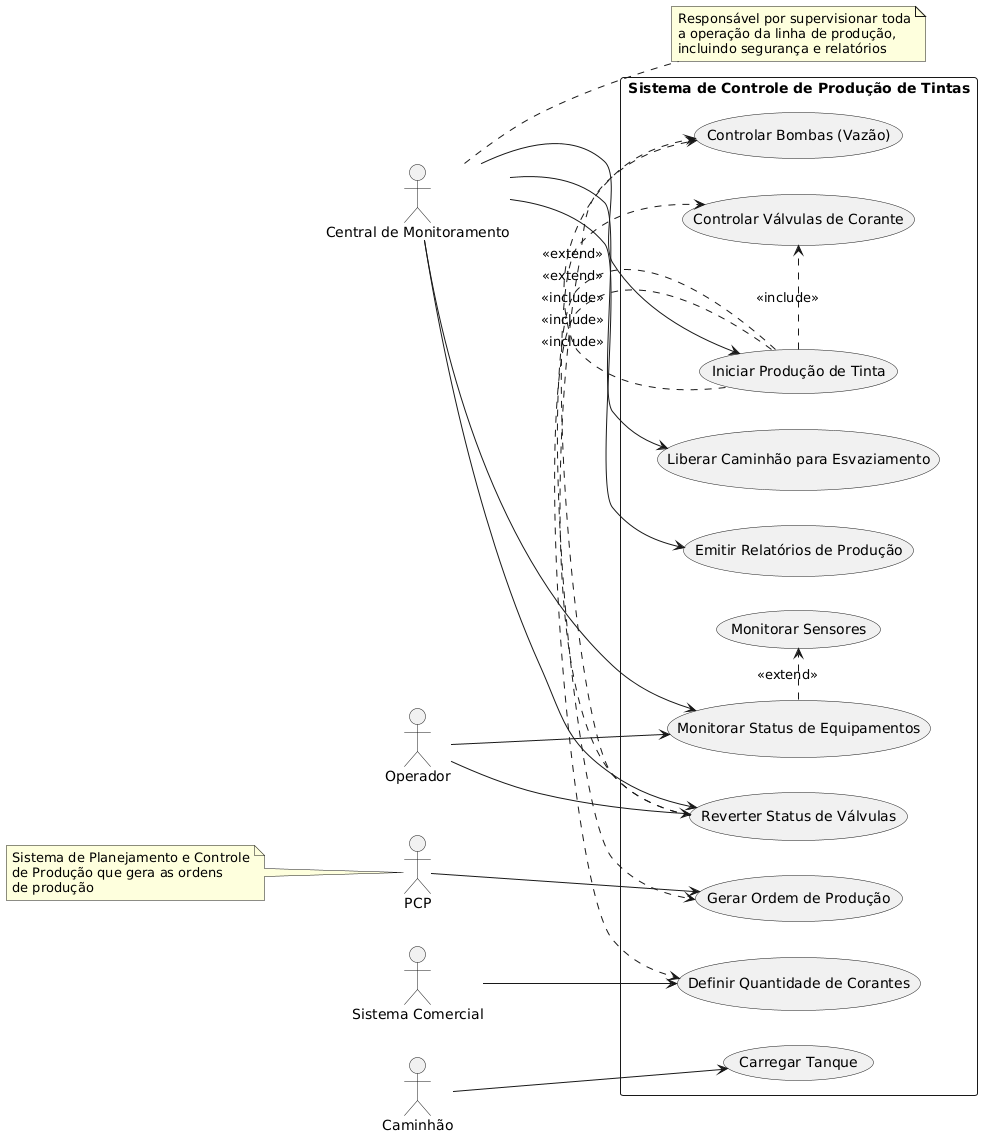 Responsável por supervisionar toda
a operação da linha de produção,
incluindo segurança e relatórios
Sistema de Controle de Produção de Tintas
Controlar Bombas (Vazão)
Central de Monitoramento
Controlar Válvulas de Corante
«extend»
«extend»
«include»
«include»
«include»
«include»
Iniciar Produção de Tinta
Liberar Caminhão para Esvaziamento
Emitir Relatórios de Produção
Monitorar Sensores
«extend»
Monitorar Status de Equipamentos
Operador
Reverter Status de Válvulas
Sistema de Planejamento e Controle
de Produção que gera as ordens
de produção
PCP
Gerar Ordem de Produção
Sistema Comercial
Definir Quantidade de Corantes
Carregar Tanque
Caminhão